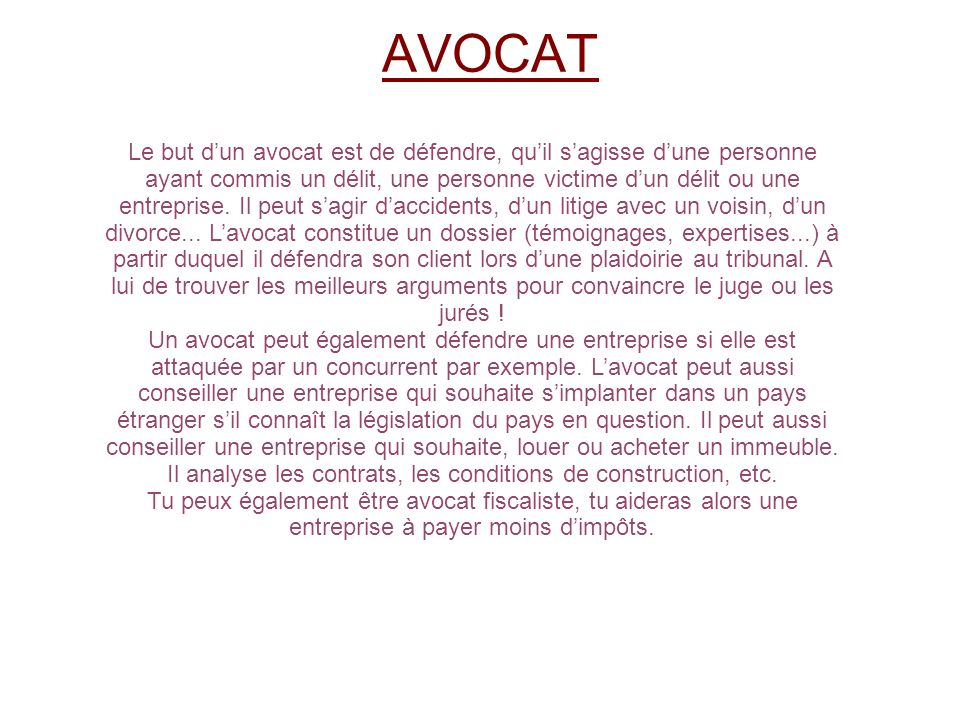 AVOCAT
Le but d’un avocat est de défendre, qu’il s’agisse d’une personne
ayant commis un délit, une personne victime d’un délit ou une
entreprise. Il peut s’agir d’accidents, d’un litige avec un voisin, d’un
divorce... L’avocat constitue un dossier (témoignages, expertises...) à
partir duquel il défendra son client lors d’une plaidoirie au tribunal. A
lui de trouver les meilleurs arguments pour convaincre le juge ou les
jurés !
Un avocat peut également défendre une entreprise si elle est
attaquée par un concurrent par exemple. L’avocat peut aussi
conseiller une entreprise qui souhaite s’implanter dans un pays
étranger s’il connaît la législation du pays en question. Il peut aussi
conseiller une entreprise qui souhaite, louer ou acheter un immeuble.
Il analyse les contrats, les conditions de construction, etc.
Tu peux également être avocat fiscaliste, tu aideras alors une
entreprise à payer moins d’impôts.